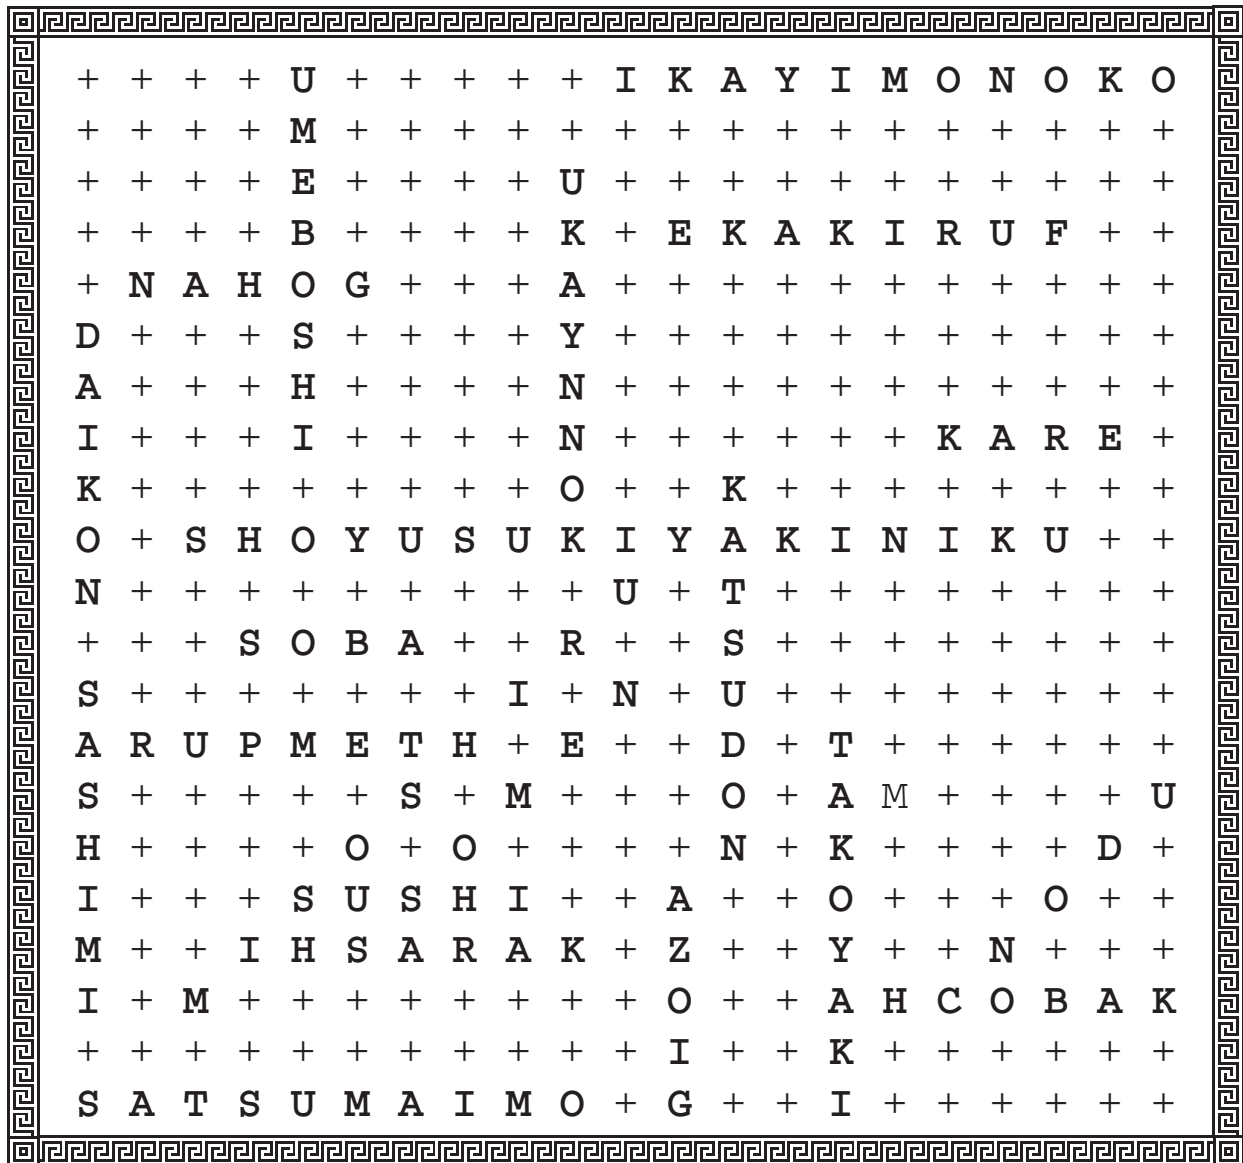 + + + + U + + + + + I K A Y I M O N O K O
+ + + + M + + + + + + + + + + + + + + + +
+ + + + E + + + + U + + + + + + + + + + +
+ + + + B + + + + K + E K A K I R U F + +
+ N A H O G + + + A + + + + + + + + + + +
D + + + S + + + + Y + + + + + + + + + + +
A + + + H + + + + N + + + + + + + + + + +
I + + + I + + + + N + + + + + + K A R E +
K + + + + + + + + O + + K + + + + + + + +
O + S H O Y U S U K I Y A K I N I K U + +
N + + + + + + + + + U + T + + + + + + + +
+ + + S O B A + + R + + S + + + + + + + +
S + + + + + + + I + N + U + + + + + + + +
A R U P M E T H + E + + D + T + + + + + +
S + + + + + S + M + + + O + A M + + + + U
H + + + + O + O + + + + N + K + + + + D +
I + + + S U S H I + + A + + O + + + O + +
M + + I H S A R A K + Z + + Y + + N + + +
I + M + + + + + + + + O + + A H C O B A K
+ + + + + + + + + + + I + + K + + + + + +
S A T S U M A I M O + G + + I + + + + + +